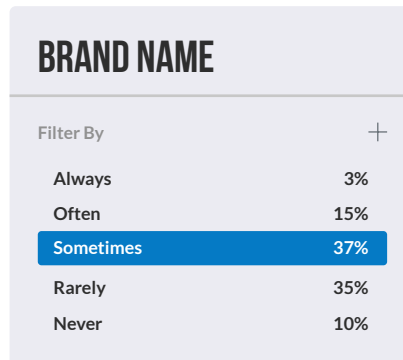 BRAND NAME
Filter By +
Always 3%
Often 15%
Sometimes 37%
Rarely 35%
Never 10%